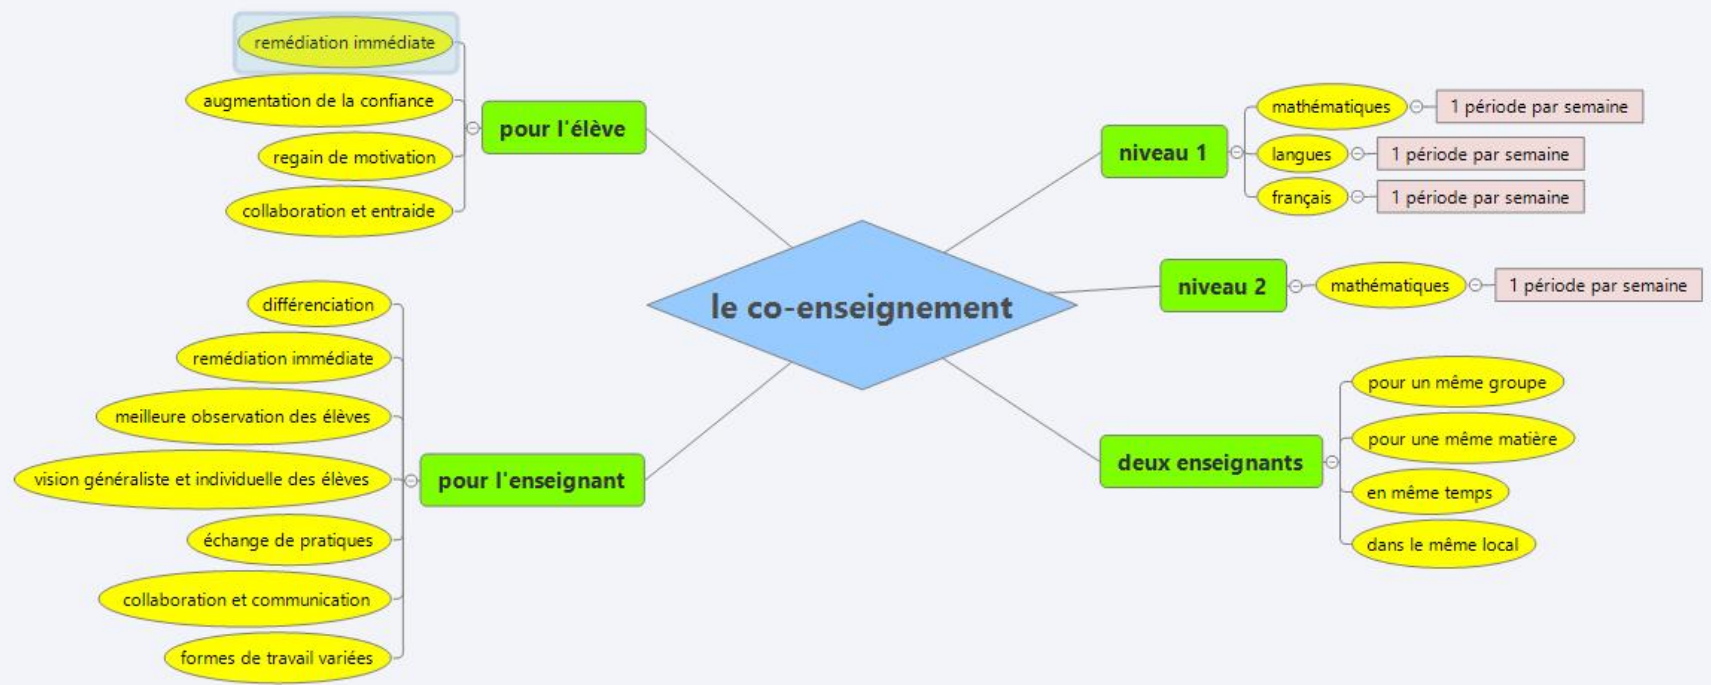 le co-enseignement
pour l'élève
remédiation immédiate
augmentation de la confiance
regain de motivation
collaboration et entraide
pour l'enseignant
différenciation
remédiation immédiate
meilleure observation des élèves
vision généraliste et individuelle des élèves
échange de pratiques
collaboration et communication
formes de travail variées
niveau 1
mathématiques
1 période par semaine
langues
1 période par semaine
français
1 période par semaine
niveau 2
mathématiques
1 période par semaine
deux enseignants
pour un même groupe
pour une même matière
en même temps
dans le même local